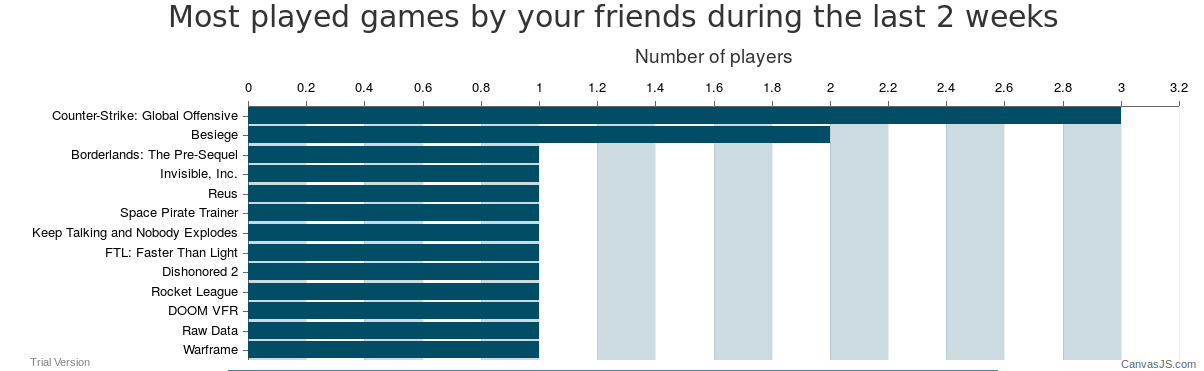 Most played games by your friends during the last 2 weeks
Number of players
0 0.2 0.4 0.6 0.8 1 1.2 1.4 1.6 1.8 2 2.2 2.4 2.6 2.8 3 3.2
Counter-Strike: Global Offensive
Besiege
Borderlands: The Pre-Sequel
Invisible, Inc.
Reus
Space Pirate Trainer
Keep Talking and Nobody Explodes
FTL: Faster Than Light
Dishonored 2
Rocket League
DOOM VFR
Raw Data
Warframe
Trial Version
CanvasJS.com